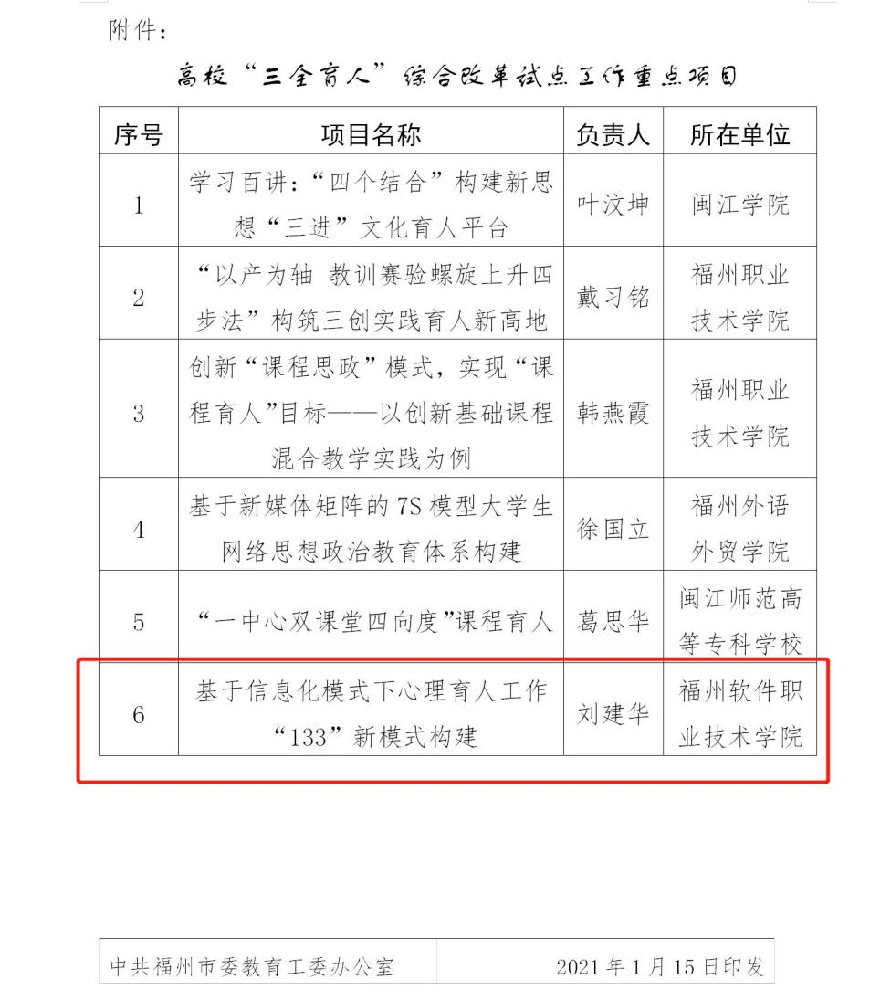 附件：
高校“三全育人”综合改革试点工作重点项目
序号 项目名称 负责人 所在单位
1 学习百讲：“四个结合”构建新思
想“三进”文化育人平台 叶汶坤 闽江学院
2 “以产为轴 教训赛验螺旋上升四
步法”构筑三创实践育人新高地 戴习铭 福州职业
技术学院
3 创新“课程思政”模式，实现“课
程育人”目标——以创新基础课程
混合教学实践为例 韩燕霞 福州职业
技术学院
4 基于新媒体矩阵的 7S 模型大学生
网络思想政治教育体系构建 徐国立 福州外语
外贸学院
5 “一中心双课堂四向度”课程育人 葛思华 闽江师范高
等专科学校
6 基于信息化模式下心理育人工作
“133”新模式构建 刘建华 福州软件职
业技术学院
中共福州市委教育工委办公室 2021 年 1 月 15 日印发